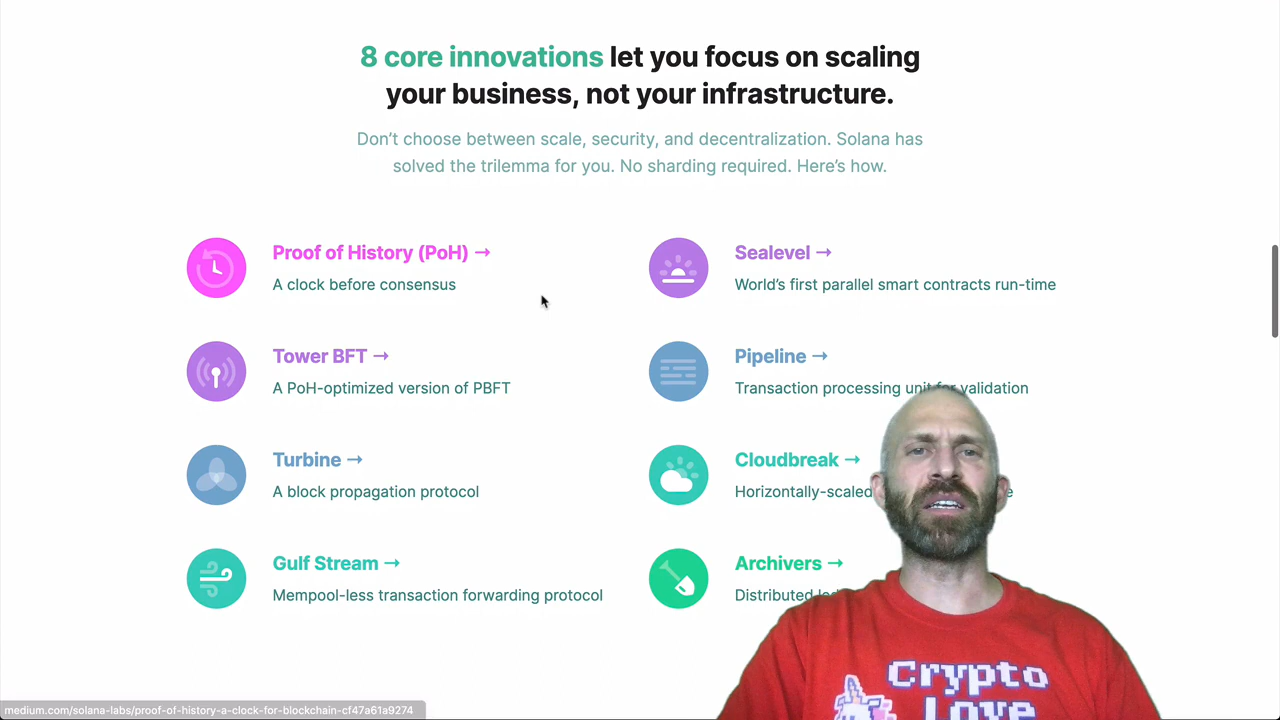 8 core innovations let you focus on scaling
your business, not your infrastructure.
Don’t choose between scale, security, and decentralization. Solana has
solved the trilemma for you. No sharding required. Here’s how.
Proof of History (PoH) →
A clock before consensus
Sealevel →
World’s first parallel smart contracts run-time
Tower BFT →
A PoH-optimized version of PBFT
Pipeline →
Transaction processing unit for validation
Turbine →
A block propagation protocol
Cloudbreak →
Horizontally-scaled
Gulf Stream →
Mempool-less transaction forwarding protocol
Archivers →
Distributed
Crypto
Love
medium.com/solana-labs/proof-of-history-a-clock-for-blockchain-cf47a61a9274